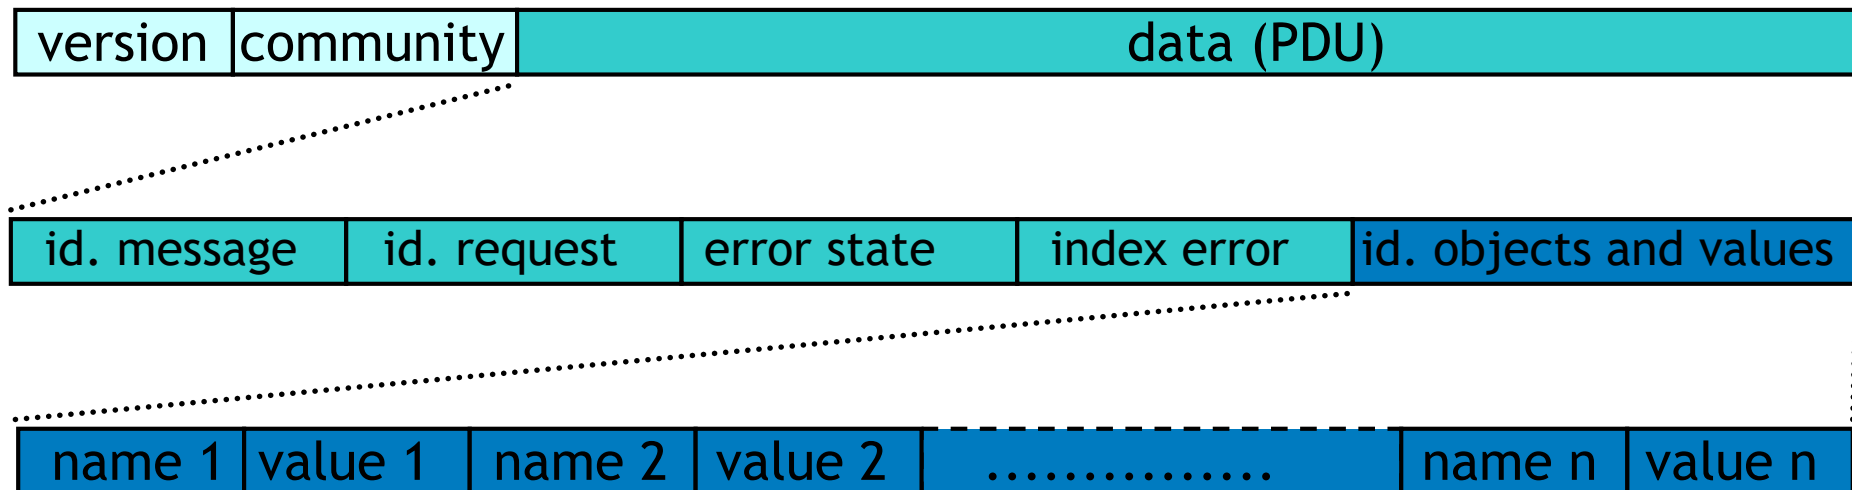 version community data (PDU)
id. message id. request error state index error id. objects and values
name 1 value 1 name 2 value 2 ............... name n value n